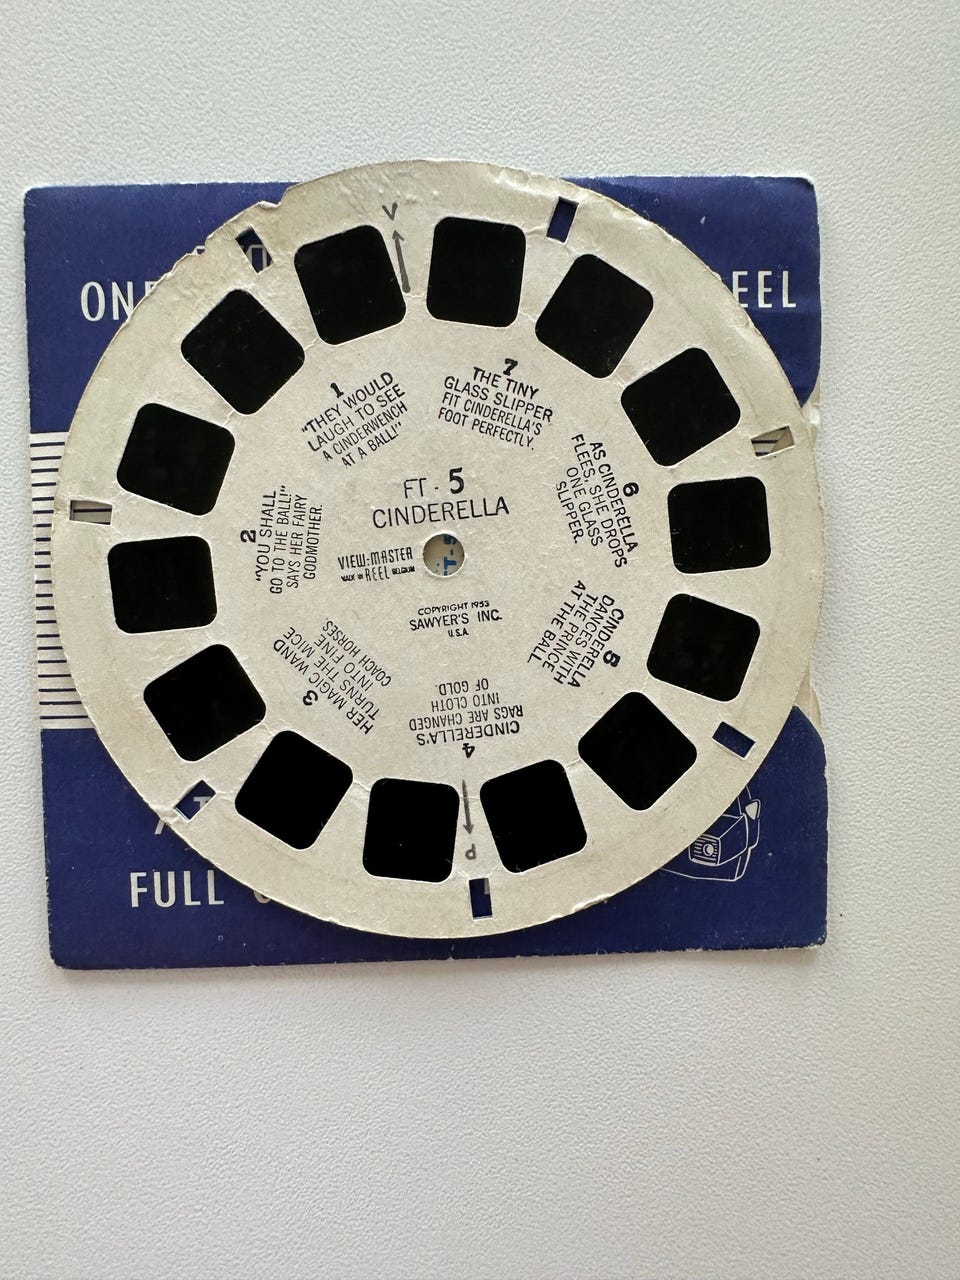 ON
EEL
V
1
"THEY WOULD
LAUGH TO SEE
A CINDERWENCH
AT A BALL!"
7
THE TINY
GLASS SLIPPER
FIT CINDERELLA'S
FOOT PERFECTLY.
6
AS CINDERELLA
FLEES, SHE DROPS
ONE GLASS
SLIPPER.
FT - 5
CINDERELLA
2
"YOU SHALL
GO TO THE BALL!"
SAYS HER FAIRY
GODMOTHER.
VIEW-MASTER
MADE IN REEL BELGIUM
COPYRIGHT 1953
SAWYER'S INC.
U.S.A.
5
CINDERELLA
DANCES WITH
THE PRINCE
AT THE BALL.
3
HER MAGIC WAND
TURNS THE MICE
INTO FINE
COACH HORSES
4
CINDERELLA'S
RAGS ARE CHANGED
INTO CLOTH
OF GOLD.
P
FULL